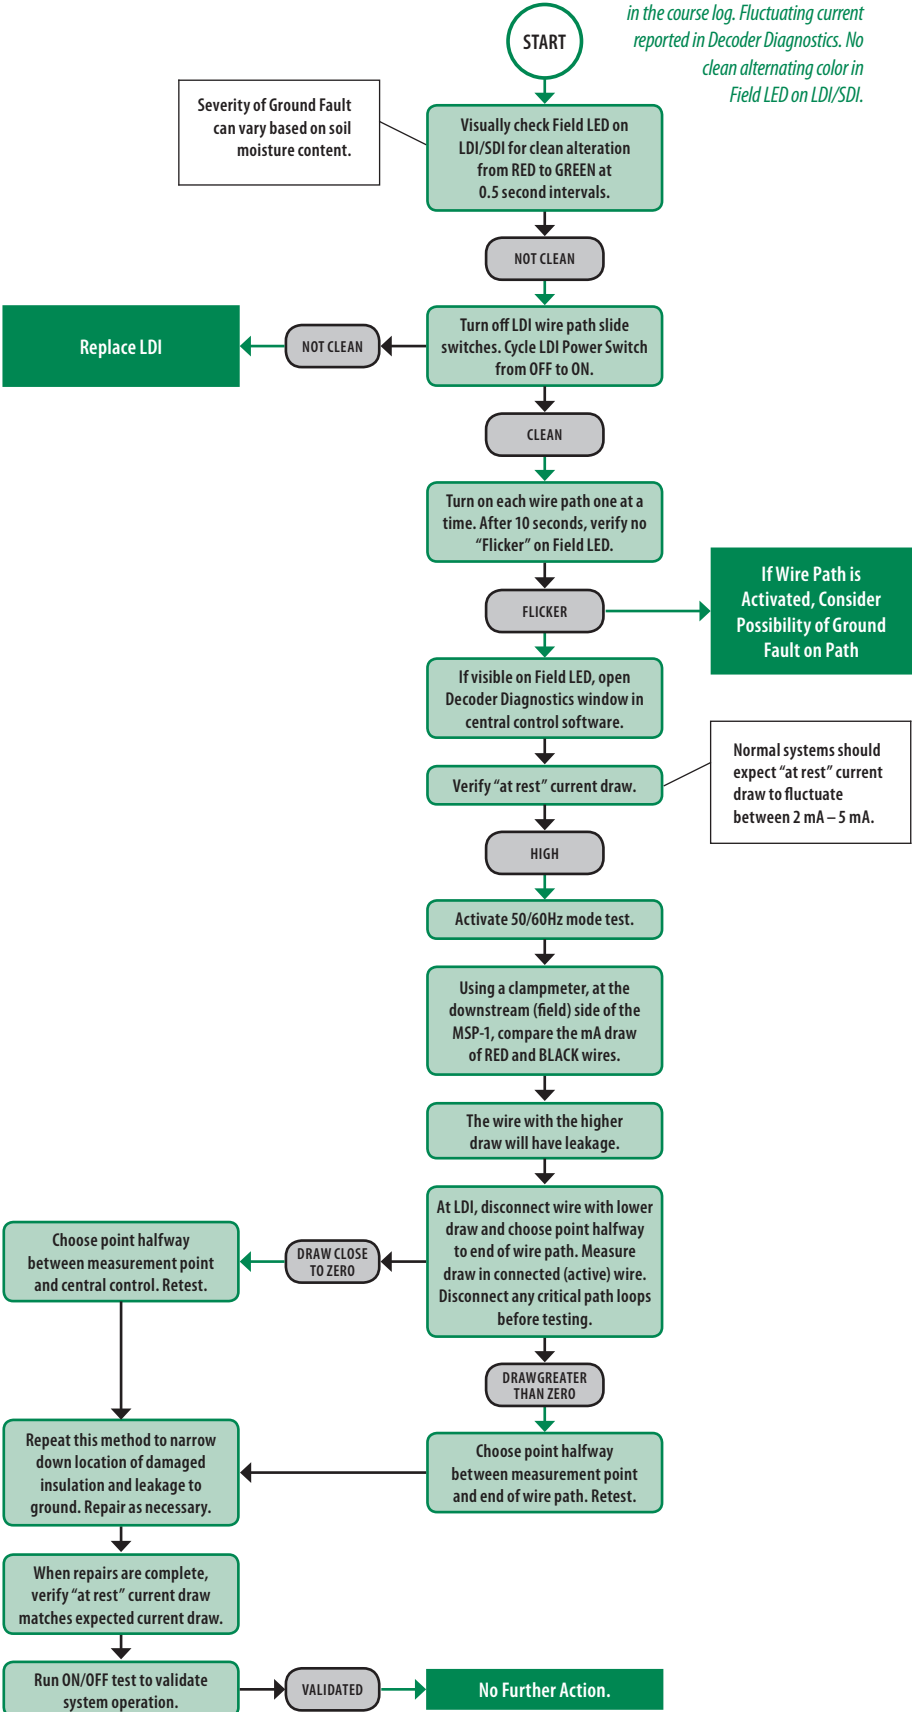 in the course log. Fluctuating current
reported in Decoder Diagnostics. No
clean alternating color in
Field LED on LDI/SDI.
START
Severity of Ground Fault
can vary based on soil
moisture content.
Visually check Field LED on
LDI/SDI for clean alteration
from RED to GREEN at
0.5 second intervals.
NOT CLEAN
Turn off LDI wire path slide
switches. Cycle LDI Power Switch
from OFF to ON.
NOT CLEAN
Replace LDI
CLEAN
Turn on each wire path one at a
time. After 10 seconds, verify no
“Flicker” on Field LED.
FLICKER
If Wire Path is
Activated, Consider
Possibility of Ground
Fault on Path
If visible on Field LED, open
Decoder Diagnostics window in
central control software.
Verify “at rest” current draw.
Normal systems should
expect “at rest” current
draw to fluctuate
between 2 mA – 5 mA.
HIGH
Activate 50/60Hz mode test.
Using a clampmeter, at the
downstream (field) side of the
MSP-1, compare the mA draw
of RED and BLACK wires.
The wire with the higher
draw will have leakage.
At LDI, disconnect wire with lower
draw and choose point halfway
to end of wire path. Measure
draw in connected (active) wire.
Disconnect any critical path loops
before testing.
DRAW CLOSE
TO ZERO
Choose point halfway
between measurement point
and central control. Retest.
DRAWGREATER
THAN ZERO
Choose point halfway
between measurement point
and end of wire path. Retest.
Repeat this method to narrow
down location of damaged
insulation and leakage to
ground. Repair as necessary.
When repairs are complete,
verify “at rest” current draw
matches expected current draw.
Run ON/OFF test to validate
system operation.
VALIDATED
No Further Action.